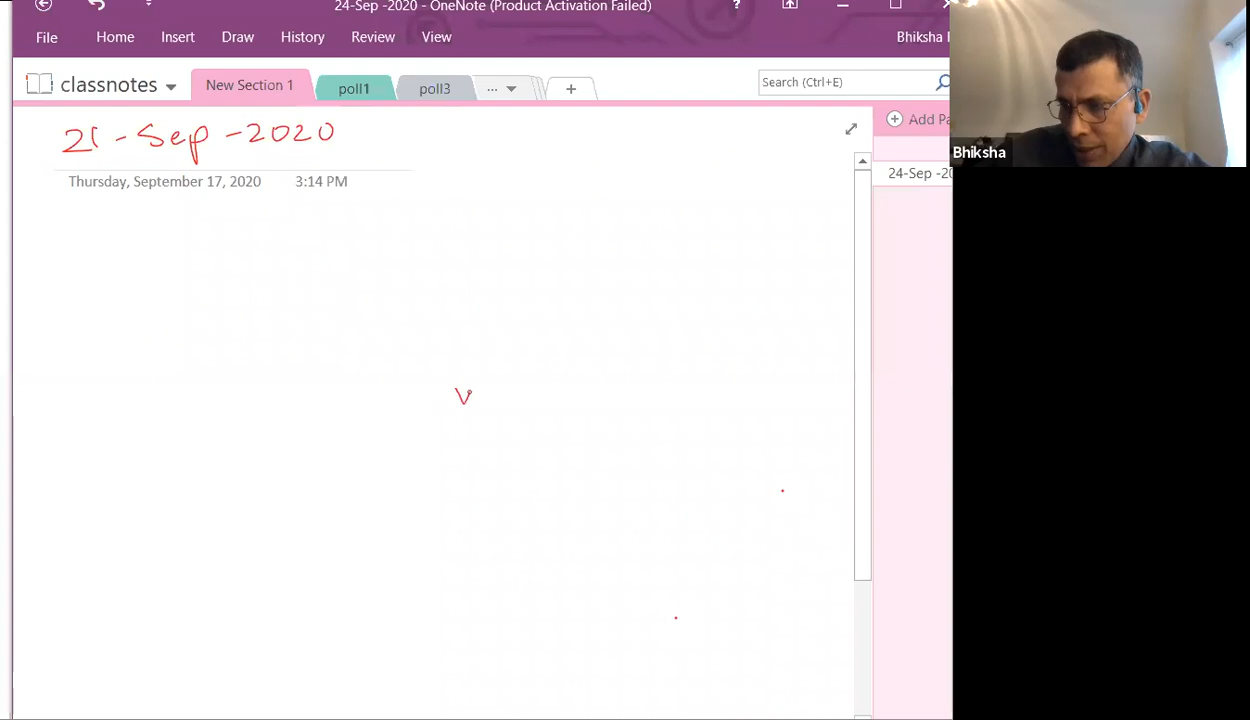 24-Sep -2020 - OneNote (Product Activation Failed) ?
File Home Insert Draw History Review View Bhiksha
classnotes New Section 1 poll1 poll3 ... + Search (Ctrl+E)
21-Sep-2020
Add Pa
Bhiksha
Thursday, September 17, 2020 3:14 PM
24-Sep -20
v